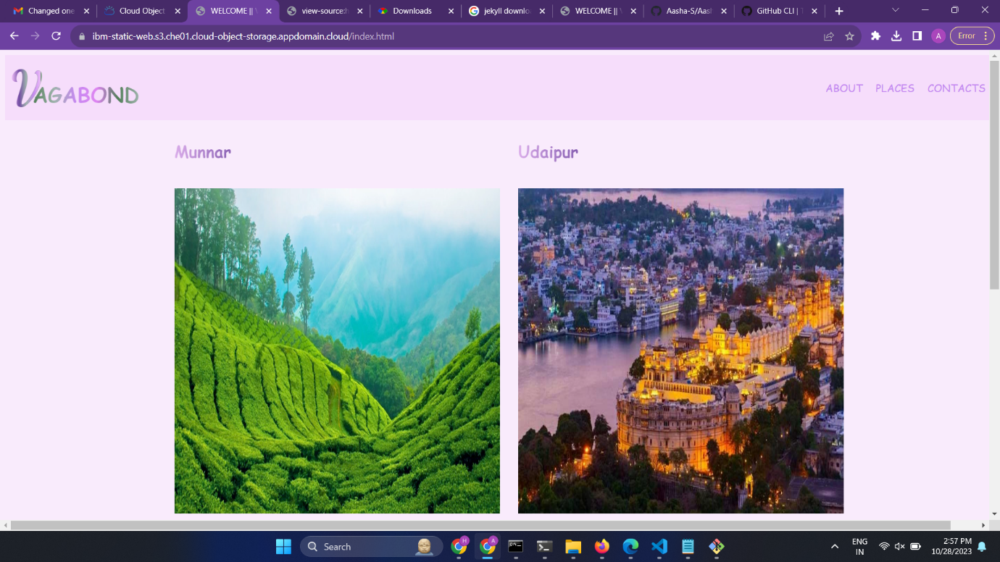 Changed one
Cloud Object
WELCOME || V
view-source:h
Downloads
jekyll downlo
WELCOME || V
Aasha-S/Aash
GitHub CLI | T
ibm-static-web.s3.che01.cloud-object-storage.appdomain.cloud/index.html
A
Error
VAGABOND
ABOUT PLACES CONTACTS
Munnar
Udaipur
Search
H
A
ENG
IN
2:57 PM
10/28/2023